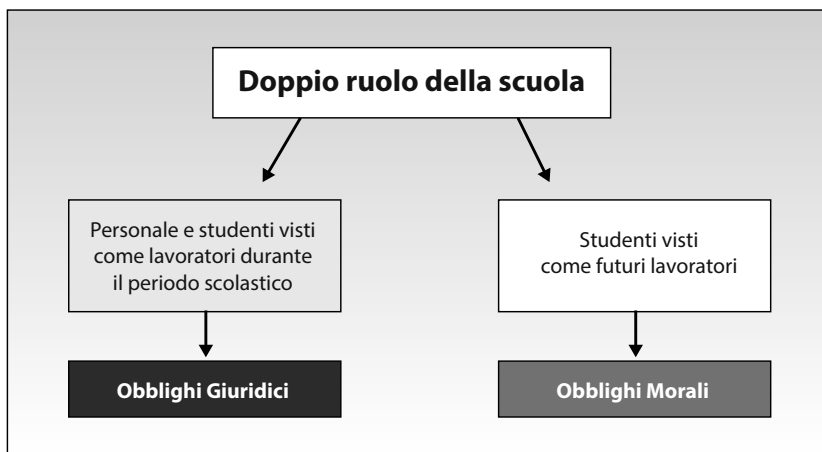 Doppio ruolo della scuola
Personale e studenti visti
come lavoratori durante
il periodo scolastico
Studenti visti
come futuri lavoratori
Obblighi Giuridici
Obblighi Morali